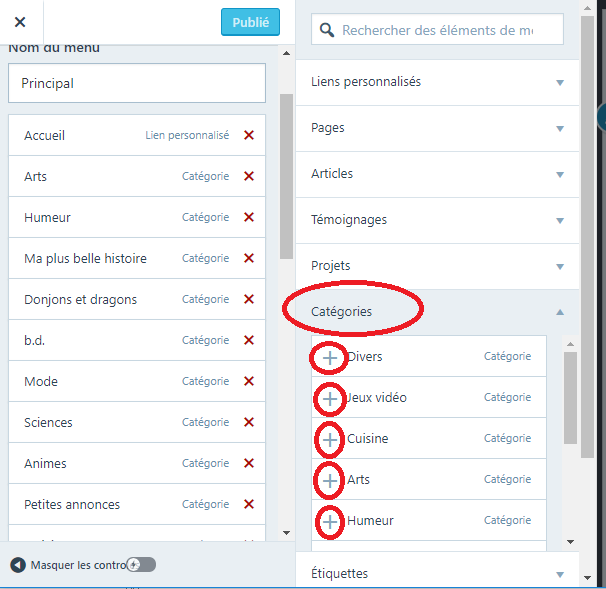 Publié
Nom du menu
Principal
Accueil Lien personnalisé
Arts Catégorie
Humeur Catégorie
Ma plus belle histoire Catégorie
Donjons et dragons Catégorie
b.d. Catégorie
Mode Catégorie
Sciences Catégorie
Animes Catégorie
Petites annonces Catégorie
Masquer les contro
Rechercher des éléments de me
Liens personnalisés
Pages
Articles
Témoignages
Projets
Catégories
Divers Catégorie
Jeux vidéo Catégorie
Cuisine Catégorie
Arts Catégorie
Humeur Catégorie
Étiquettes